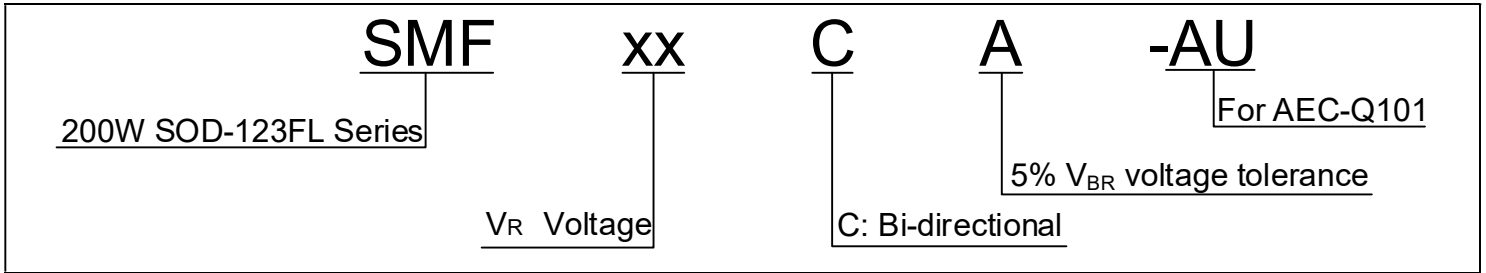 SMF xx C A -AU
200W SOD-123FL Series
For AEC-Q101
5% VBR voltage tolerance
VR Voltage
C: Bi-directional